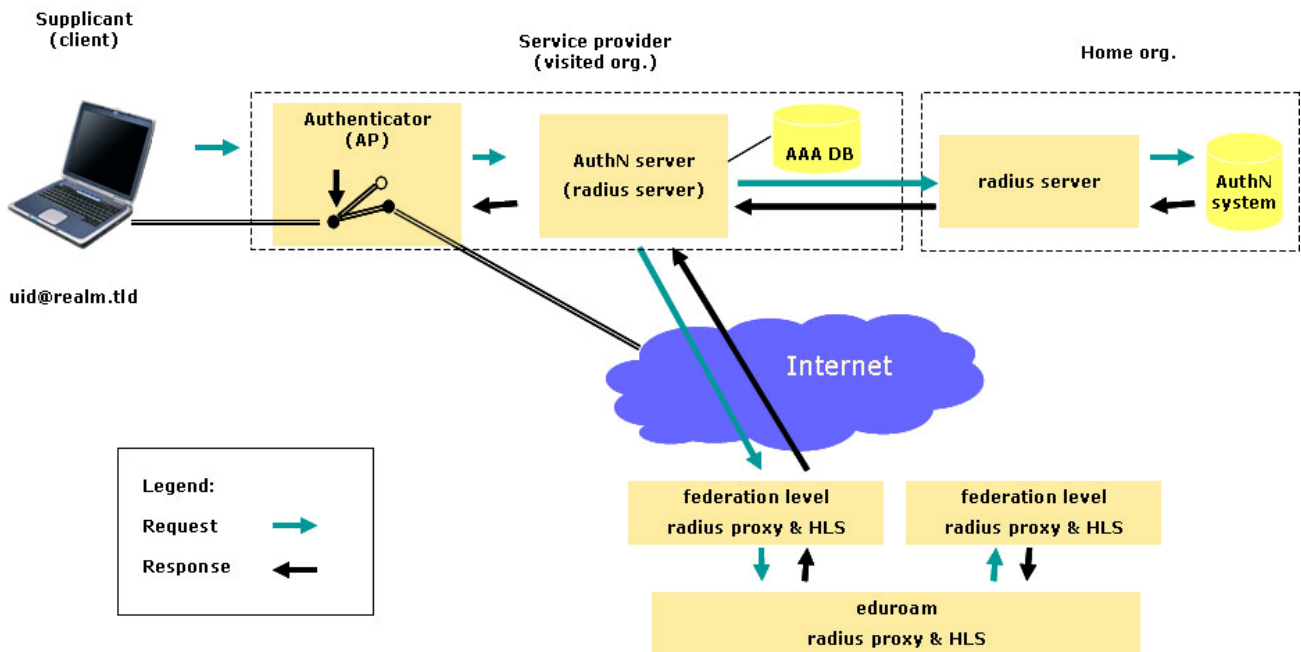 Supplicant
(client)
Service provider
(visited org.)
Home org.
Authenticator
(AP)
AuthN server
(radius server)
AAA DB
radius server
AuthN
system
uid@realm.tld
Internet
Legend:
Request
Response
federation level
radius proxy & HLS
federation level
radius proxy & HLS
eduroam
radius proxy & HLS